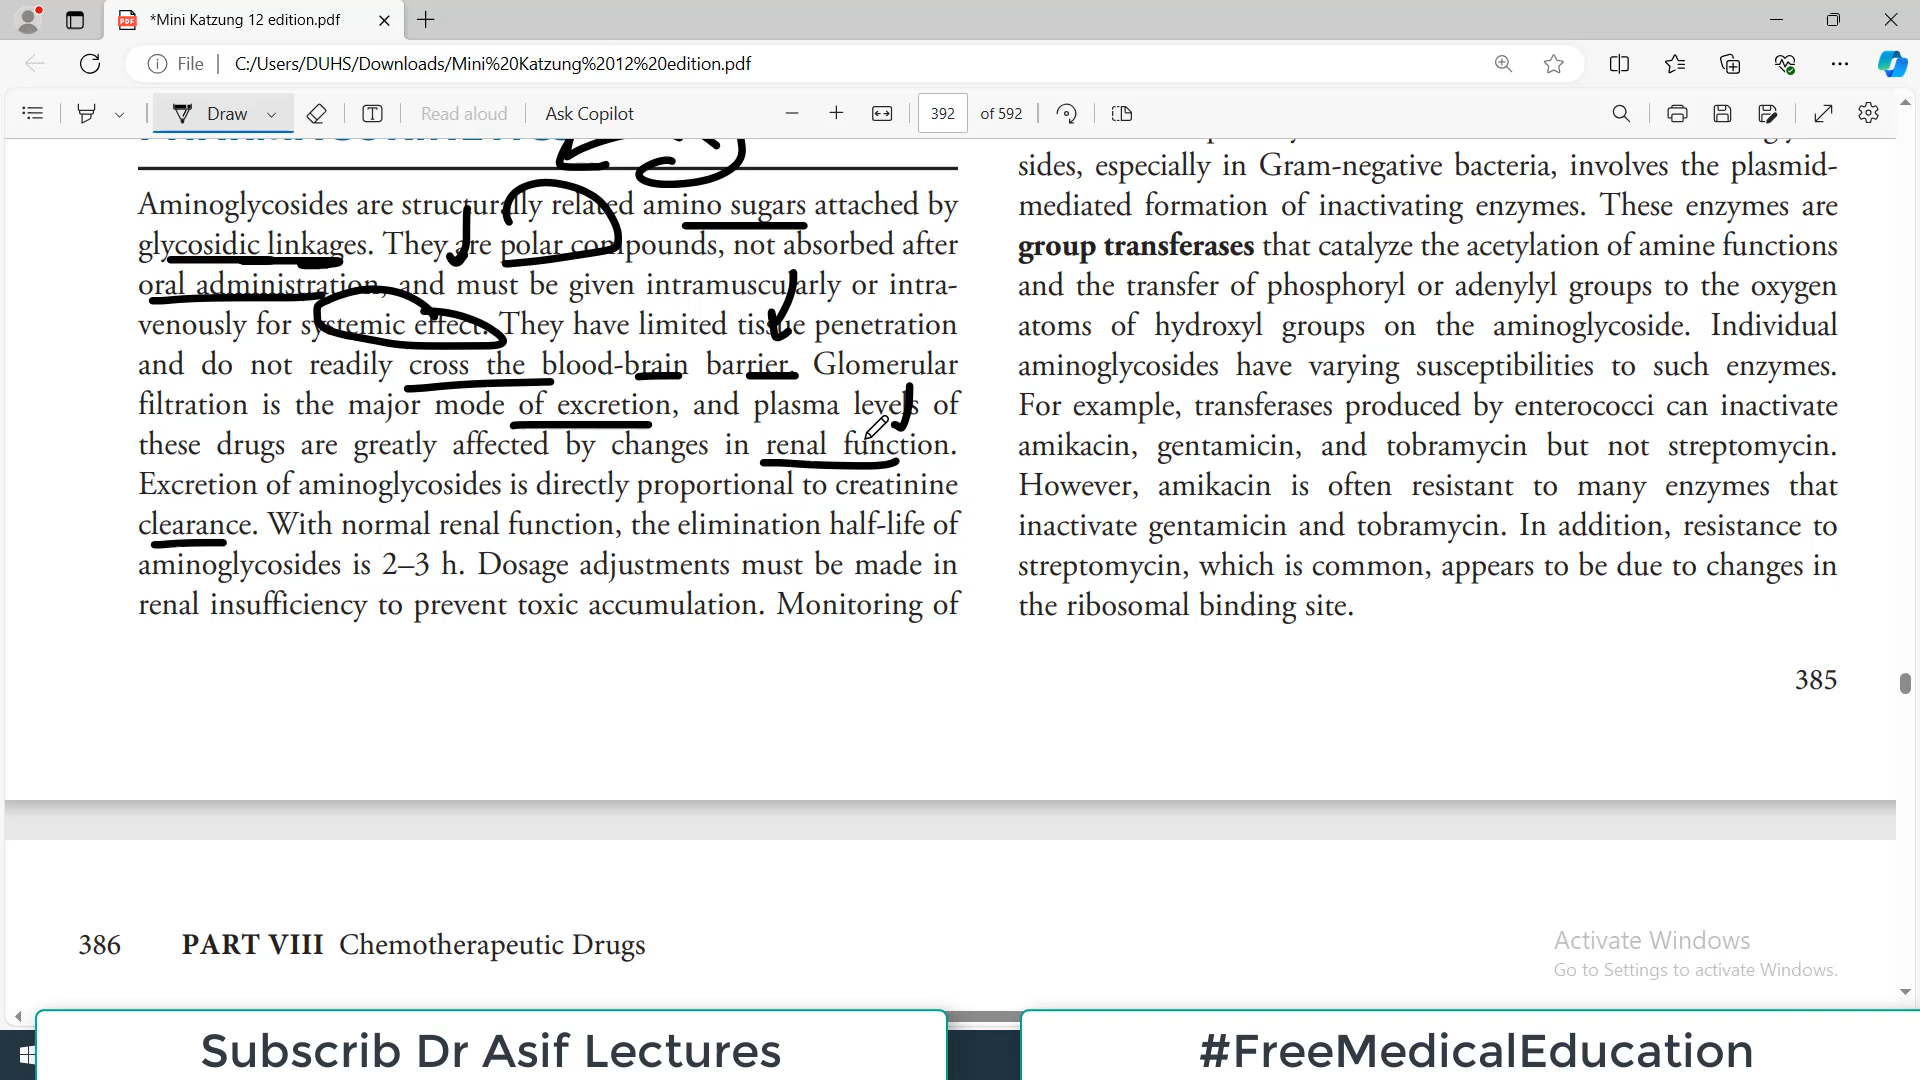 *Mini Katzung 12 edition.pdf
File
C:/Users/DUHS/Downloads/Mini%20Katzung%2012%20edition.pdf
Draw
Read aloud
Ask Copilot
392 of 592
Aminoglycosides are structurally related amino sugars attached by
glycosidic linkages. They are polar compounds, not absorbed after
oral administration, and must be given intramuscularly or intra-
venously for systemic effect. They have limited tissue penetration
and do not readily cross the blood-brain barrier. Glomerular
filtration is the major mode of excretion, and plasma levels of
these drugs are greatly affected by changes in renal function.
Excretion of aminoglycosides is directly proportional to creatinine
clearance. With normal renal function, the elimination half-life of
aminoglycosides is 2–3 h. Dosage adjustments must be made in
renal insufficiency to prevent toxic accumulation. Monitoring of
sides, especially in Gram-negative bacteria, involves the plasmid-
mediated formation of inactivating enzymes. These enzymes are
group transferases that catalyze the acetylation of amine functions
and the transfer of phosphoryl or adenylyl groups to the oxygen
atoms of hydroxyl groups on the aminoglycoside. Individual
aminoglycosides have varying susceptibilities to such enzymes.
For example, transferases produced by enterococci can inactivate
amikacin, gentamicin, and tobramycin but not streptomycin.
However, amikacin is often resistant to many enzymes that
inactivate gentamicin and tobramycin. In addition, resistance to
streptomycin, which is common, appears to be due to changes in
the ribosomal binding site.
385
386 PART VIII Chemotherapeutic Drugs
Activate Windows
Go to Settings to activate Windows.
Subscrib Dr Asif Lectures
#FreeMedicalEducation